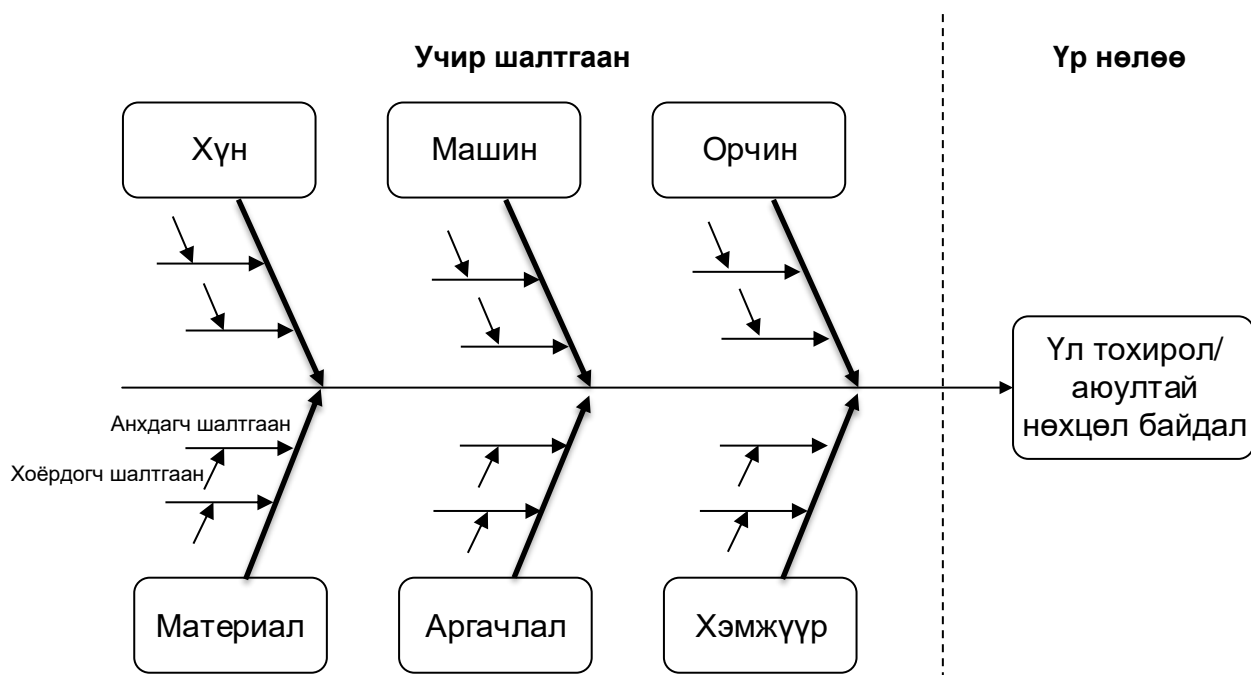 Учир шалтгаан
Үр нөлөө
Хүн
Машин
Орчин
Үл тохирол/
аюултай
нөхцөл байдал
Анхдагч шалтгаан
Хоёрдогч шалтгаан
Материал
Аргачлал
Хэмжүүр